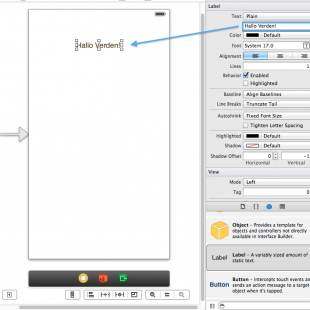 Label
Text Plain
Hallo Verden!
Hallo Verden!
Color Default
Font System 17.0
Alignment
Lines 1
Behavior Enabled
Highlighted
Baseline Align Baselines
Line Breaks Truncate Tail
Autoshrink Fixed Font Size
Tighten Letter Spacing
Highlighted Default
Shadow Default
Shadow Offset 0 -1
Horizontal Vertical
View
Mode Left
Tag 0
Object - Provides a template for
objects and controllers not directly
available in Interface Builder.
Label Label - A variably sized amount of
static text.
Button Button - Intercepts touch events and
sends an action message to a target
object when it's tapped.